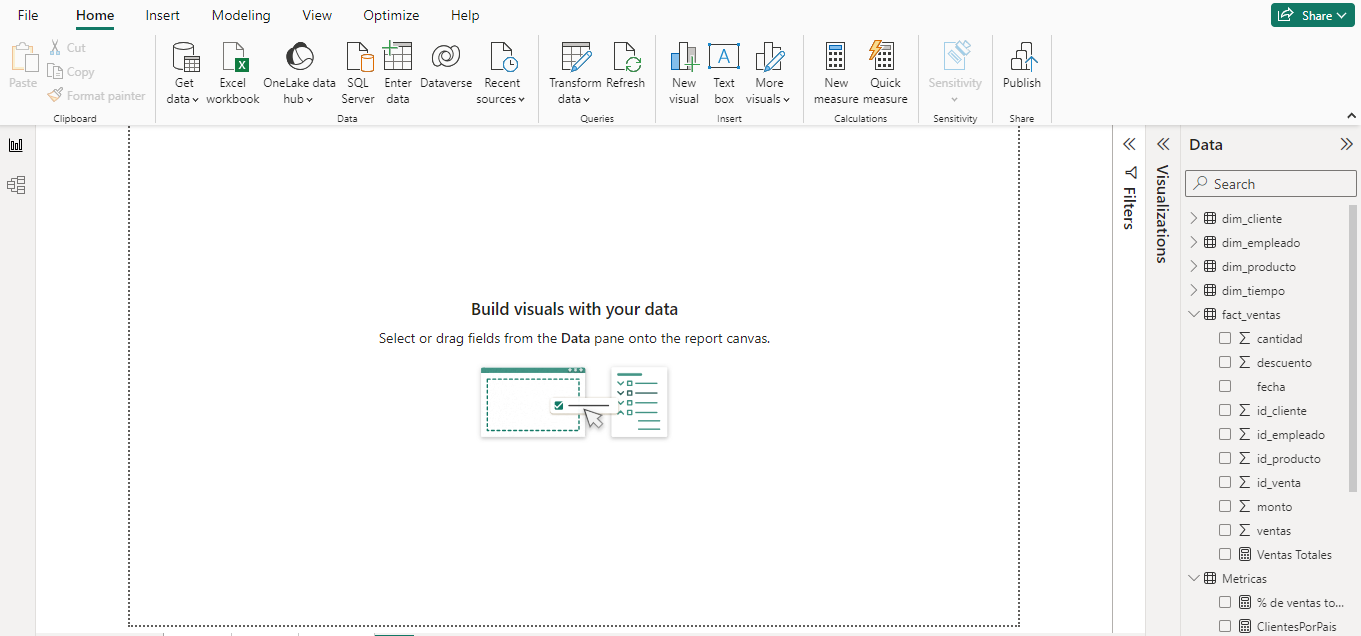 File Home Insert Modeling View Optimize Help Share
Paste
Cut
Copy
Format painter
Clipboard
Get data
Excel workbook
OneLake data hub
SQL Server
Enter data
Dataverse
Recent sources
Data
Transform data
Refresh
Queries
New visual
Text box
A
More visuals
Insert
New measure
Quick measure
Calculations
Sensitivity
Sensitivity
Publish
Share
Build visuals with your data
Select or drag fields from the Data pane onto the report canvas.
Filters
Visualizations
Data
Search
dim_cliente
dim_empleado
dim_producto
dim_tiempo
fact_ventas
∑ cantidad
∑ descuento
fecha
∑ id_cliente
∑ id_empleado
∑ id_producto
∑ id_venta
∑ monto
∑ ventas
Ventas Totales
Metricas
% de ventas to...
ClientesPorPais